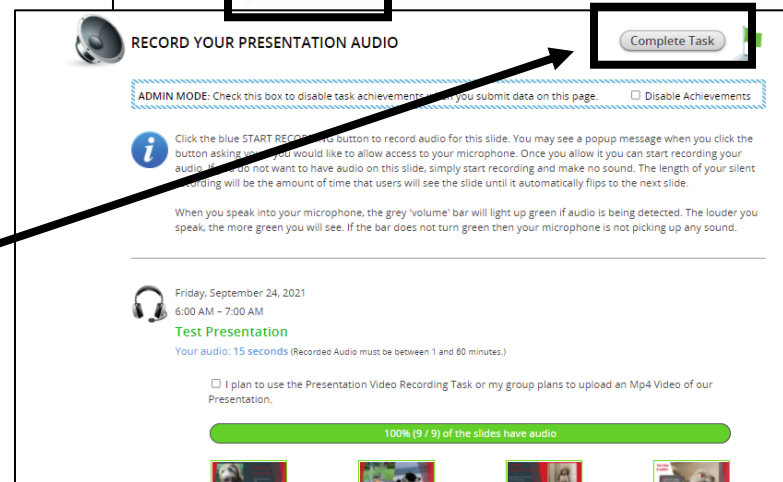 RECORD YOUR PRESENTATION AUDIO
Complete Task
ADMIN MODE: Check this box to disable task achievements when you submit data on this page.
Disable Achievements
Click the blue START RECORDING button to record audio for this slide. You may see a popup message when you click the
button asking you if you would like to allow access to your microphone. Once you allow it you can start recording your
audio. If you do not want to have audio on this slide, simply start recording and make no sound. The length of your silent
recording will be the amount of time that users will see the slide until it automatically flips to the next slide.
When you speak into your microphone, the grey 'volume' bar will light up green if audio is being detected. The louder you
speak, the more green you will see. If the bar does not turn green then your microphone is not picking up any sound.
Friday, September 24, 2021
6:00 AM – 7:00 AM
Test Presentation
Your audio: 15 seconds (Recorded Audio must be between 1 and 60 minutes.)
I plan to use the Presentation Video Recording Task or my group plans to upload an Mp4 Video of our
Presentation.
100% (9 / 9) of the slides have audio